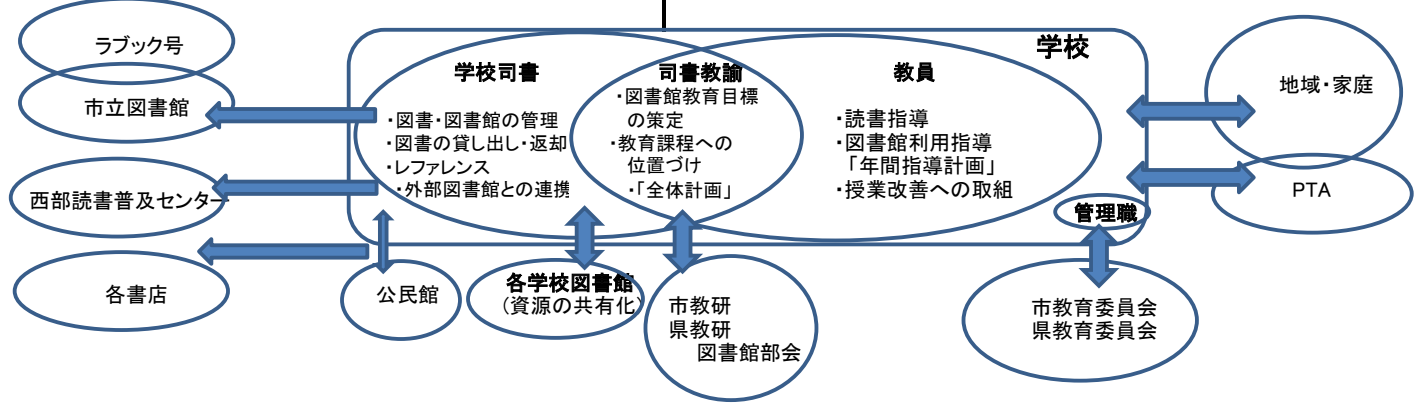 ラブック号
市立図書館
西部読書普及センター
各書店
学校
学校司書
・図書・図書館の管理
・図書の貸し出し・返却
・レファレンス
・外部図書館との連携
司書教諭
・図書館教育目標
の策定
・教育課程への
位置づけ
・「全体計画」
教員
・読書指導
・図書館利用指導
「年間指導計画」
・授業改善への取組
管理職
地域・家庭
PTA
公民館
各学校図書館
(資源の共有化)
市教研
県教研
図書館部会
市教育委員会
県教育委員会